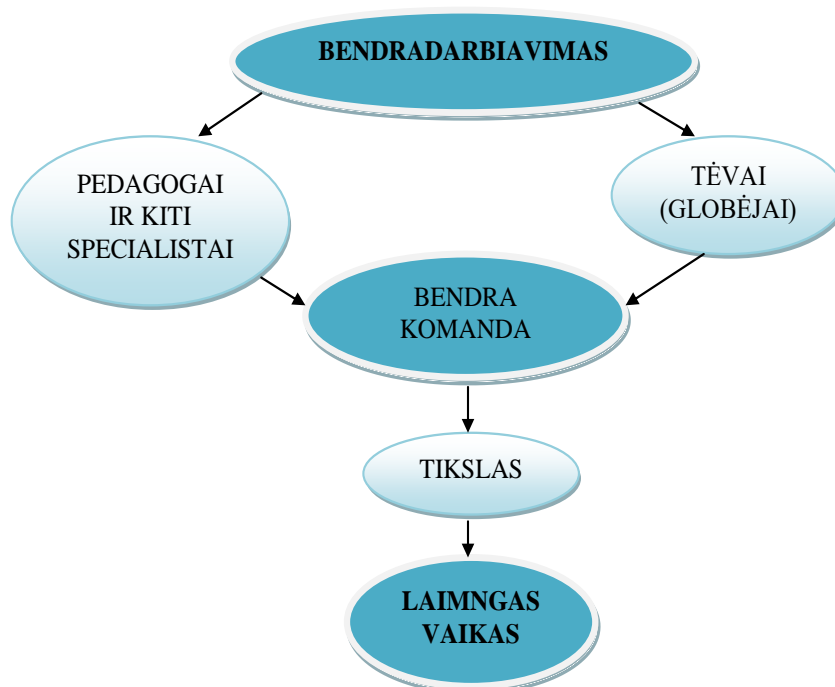 BENDRADARBIAVIMAS
PEDAGOGAI
IR KITI
SPECIALISTAI
TĖVAI
(GLOBĖJAI)
BENDRA
KOMANDA
TIKSLAS
LAIMNGAS
VAIKAS